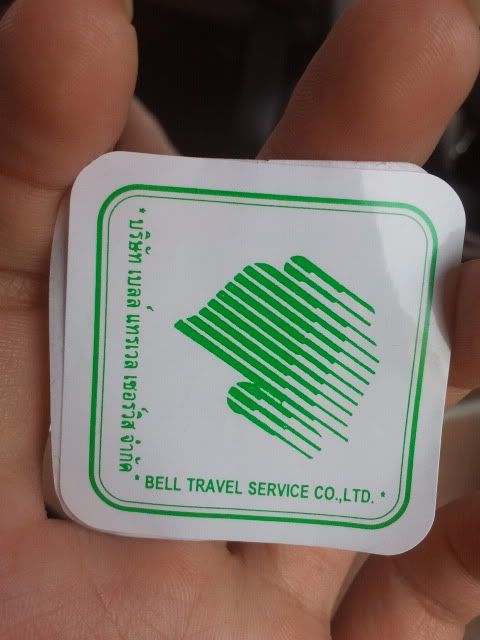 * บริษัท เบลล์ แทรเวล เซอร์วิส จำกัด *
BELL TRAVEL SERVICE CO.,LTD. *